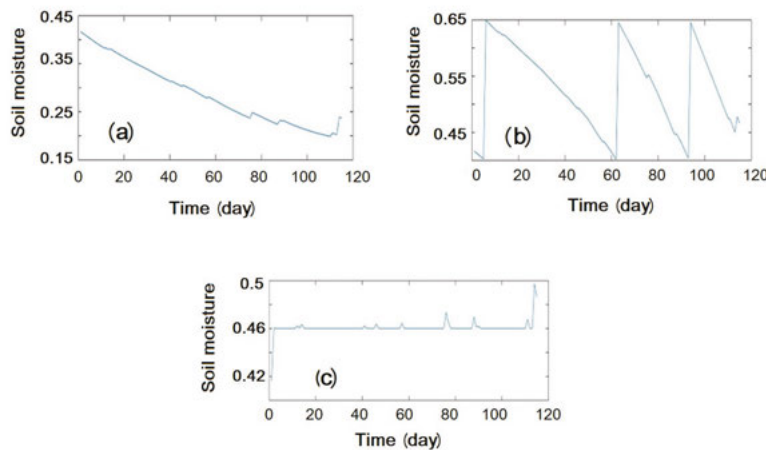 0.45
0.35
0.25
0.15
Soil moisture
(a)
0 20 40 60 80 100 120
Time (day)
0.65
0.55
0.45
Soil moisture
(b)
0 20 40 60 80 100 120
Time (day)
0.5
0.46
0.42
Soil moisture
(c)
0 20 40 60 80 100 120
Time (day)